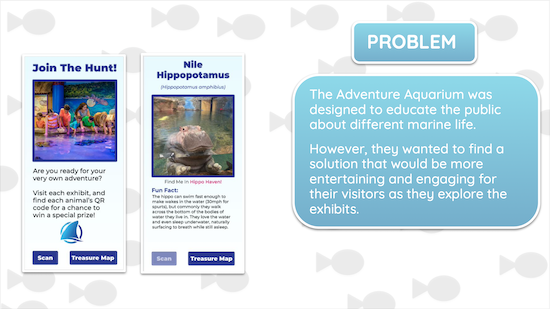 Join The Hunt!
Are you ready for your
very own adventure?
Visit each exhibit, and
find each animal's QR
code for a chance to
win a special prize!
Scan
Treasure Map
Nile
Hippopotamus
(Hippopotamus amphibius)
Find Me in Hippo Haven!
Fun Fact:
The hippo can swim fast enough to
make wakes in the water (30mph for
spurts), but commonly they walk
across the bottom of the bodies of
water they live in. They love the water
and even sleep underwater, naturally
surfacing to breath while still asleep.
Scan
Treasure Map
PROBLEM
The Adventure Aquarium was
designed to educate the public
about different marine life.
However, they wanted to find a
solution that would be more
entertaining and engaging for
their visitors as they explore the
exhibits.